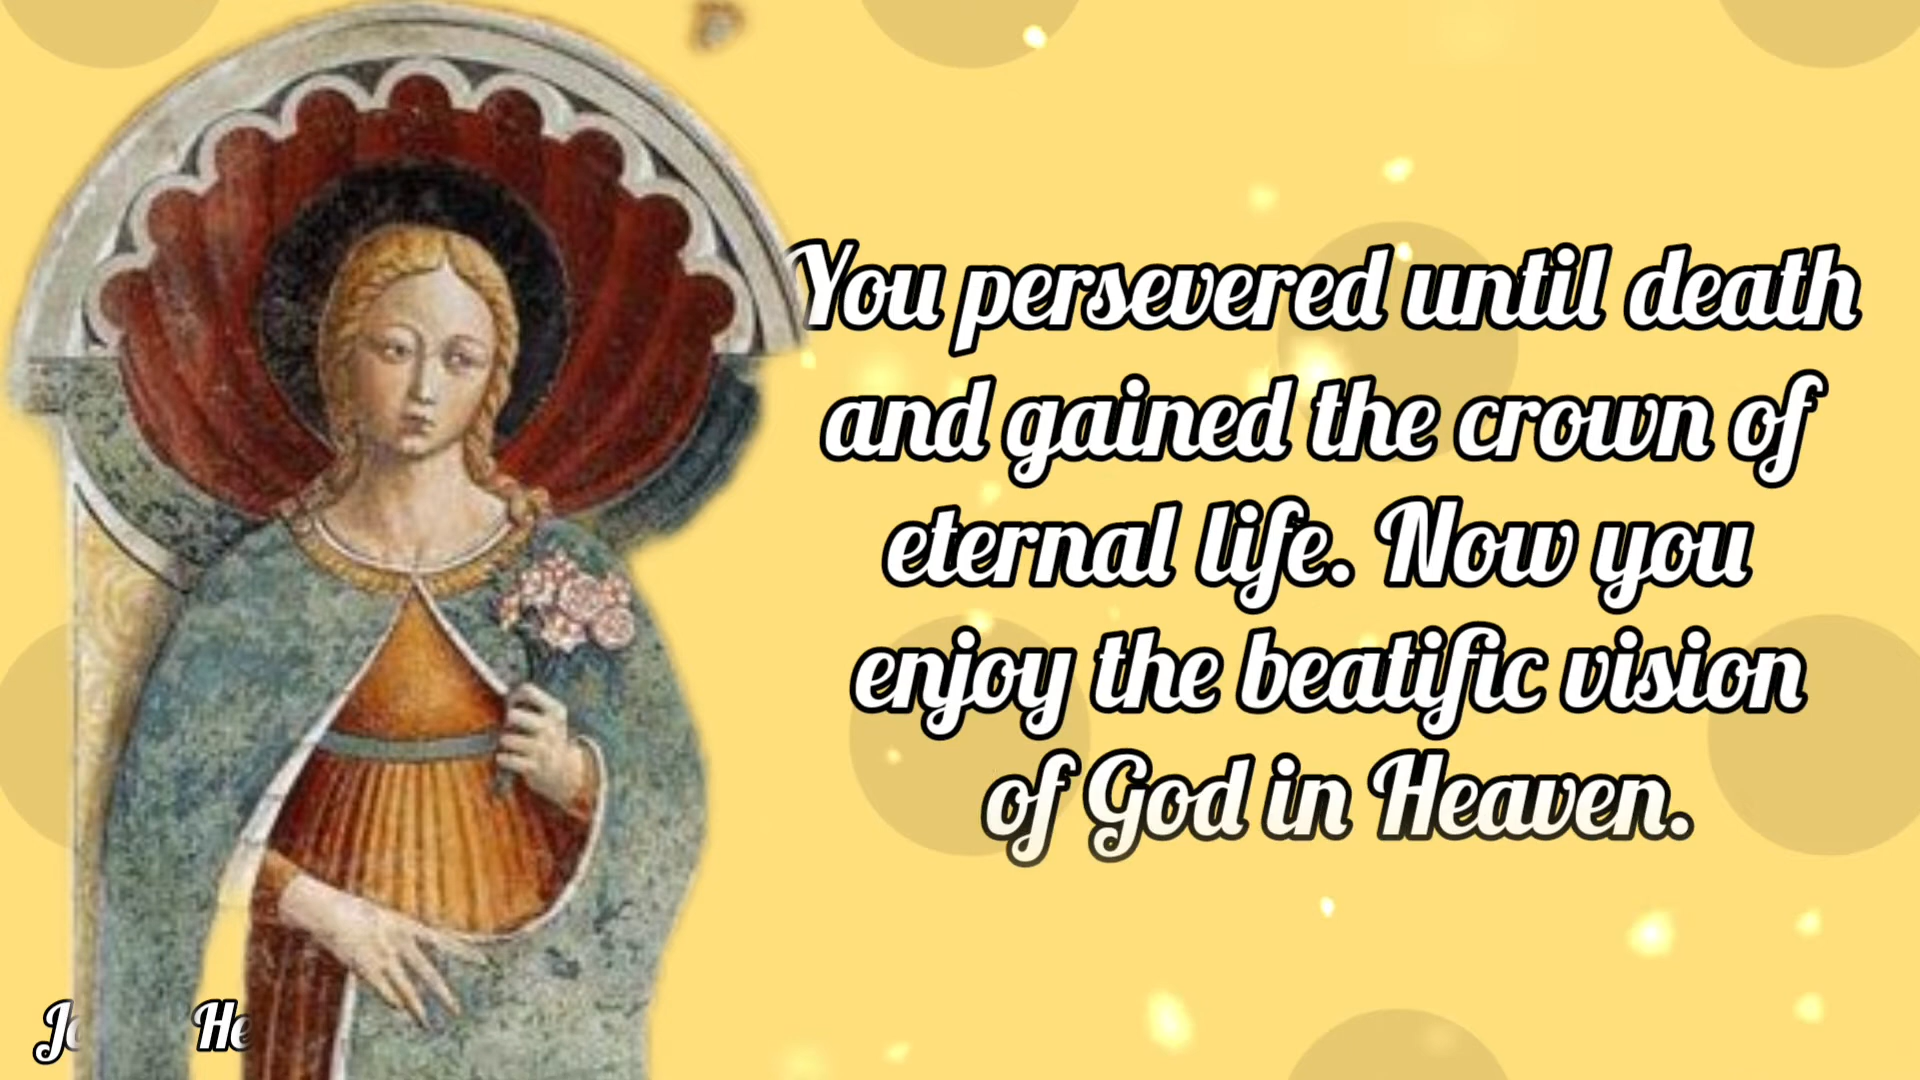 You persevered until death
and gained the crown of
eternal life. Now you
enjoy the beatific vision
of God in Heaven.